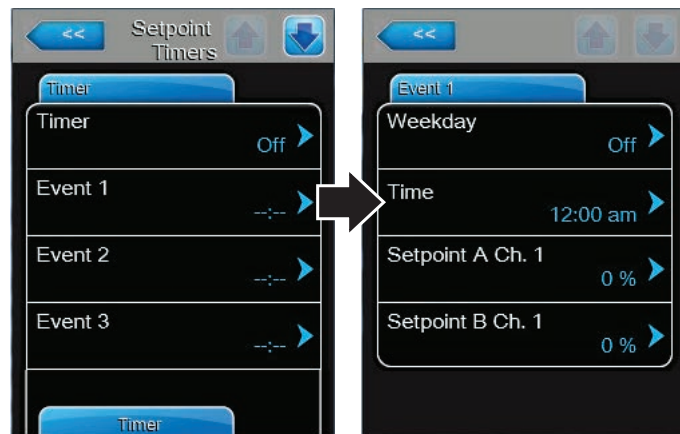 <<
Setpoint
Timers
Timer
Timer
Off
Event 1
--:--
Event 2
--:--
Event 3
--:--
Timer
<<
Event 1
Weekday
Off
Time
12:00 am
Setpoint A Ch. 1
0 %
Setpoint B Ch. 1
0 %